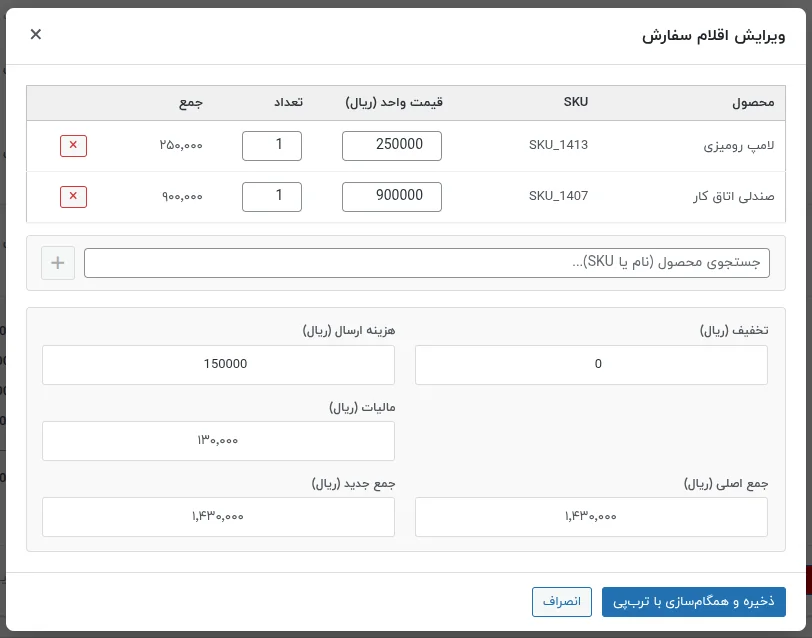 ویرایش اقلام سفارش ×
محصول SKU قیمت واحد (ریال) تعداد جمع
لامپ رومیزی SKU_1413 250000 1 ۲۵۰,۰۰۰ ×
صندلی اتاق کار SKU_1407 900000 1 ۹۰۰,۰۰۰ ×
جستجوی محصول (نام یا SKU)... +
تخفیف (ریال) هزینه ارسال (ریال)
0 150000
مالیات (ریال)
۱۳۰,۰۰۰
جمع اصلی (ریال) جمع جدید (ریال)
۱,۴۳۰,۰۰۰ ۱,۴۳۰,۰۰۰
ذخیره و همگام‌سازی با ترب‌پی انصراف